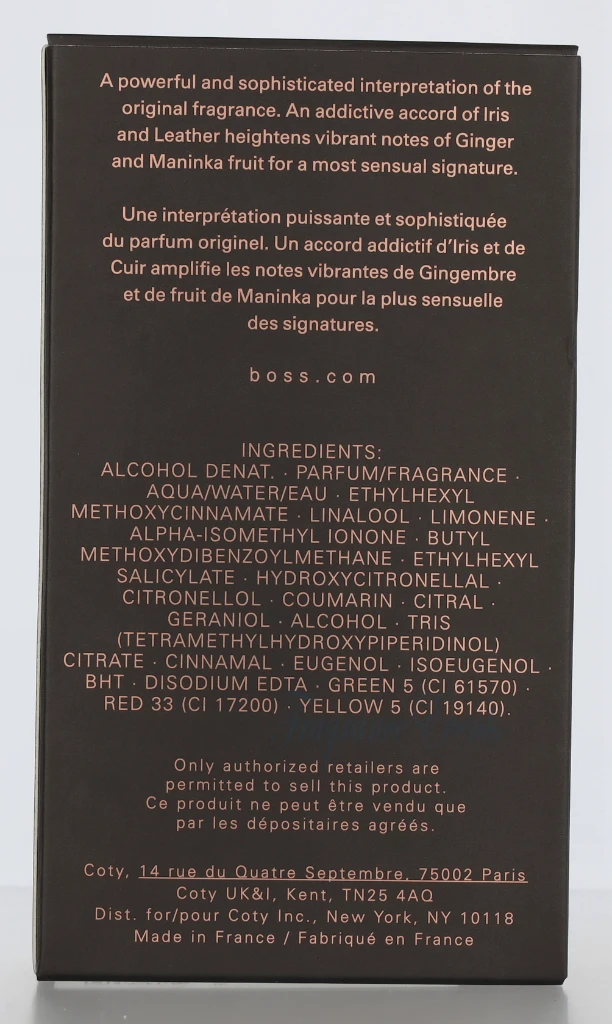 A powerful and sophisticated interpretation of the
original fragrance. An addictive accord of Iris
and Leather heightens vibrant notes of Ginger
and Maninka fruit for a most sensual signature.
Une interprétation puissante et sophistiquée
du parfum originel. Un accord addictif d'Iris et de
Cuir amplifie les notes vibrantes de Gingembre
et de fruit de Maninka pour la plus sensuelle
des signatures.
boss.com
INGREDIENTS:
ALCOHOL DENAT. · PARFUM/FRAGRANCE ·
AQUA/WATER/EAU · ETHYLHEXYL
METHOXYCINNAMATE · LINALOOL · LIMONENE ·
ALPHA-ISOMETHYL IONONE · BUTYL
METHOXYDIBENZOYLMETHANE · ETHYLHEXYL
SALICYLATE · HYDROXYCITRONELLAL ·
CITRONELLOL · COUMARIN · CITRAL ·
GERANIOL · ALCOHOL · TRIS
(TETRAMETHYLHYDROXYPIPERIDINOL)
CITRATE · CINNAMAL · EUGENOL · ISOEUGENOL ·
BHT · DISODIUM EDTA · GREEN 5 (CI 61570) ·
RED 33 (CI 17200) · YELLOW 5 (CI 19140).
Only authorized retailers are
permitted to sell this product.
Ce produit ne peut être vendu que
par les dépositaires agréés.
Coty, 14 rue du Quatre Septembre, 75002 Paris
Coty UK&I, Kent, TN25 4AQ
Dist. for/pour Coty Inc., New York, NY 10118
Made in France / Fabriqué en France